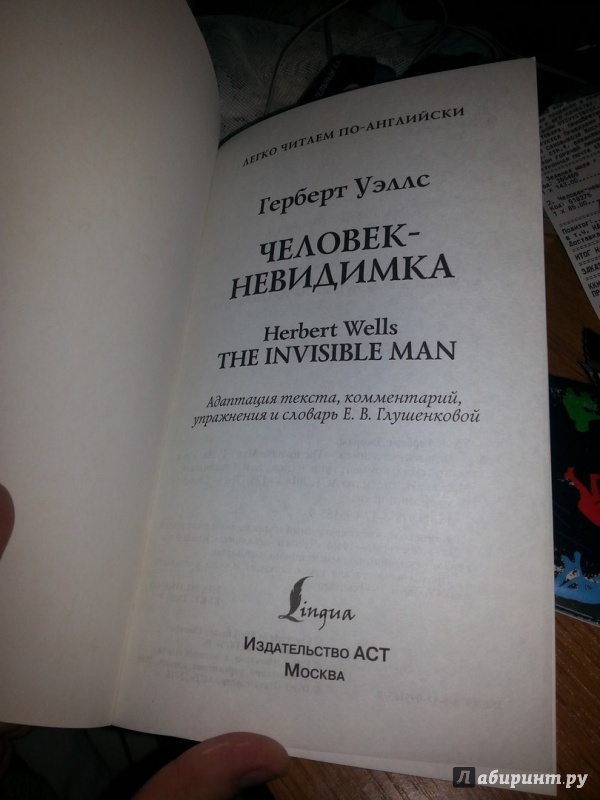 ЛЕГКО ЧИТАЕМ ПО-АНГЛИЙСКИ
Герберт Уэллс
ЧЕЛОВЕК-
НЕВИДИМКА
Herbert Wells
THE INVISIBLE MAN
Адаптация текста, комментарий,
упражнения и словарь Е. В. Глушенковой
Lingua
Издательство АСТ
Москва
лабиринт.ру